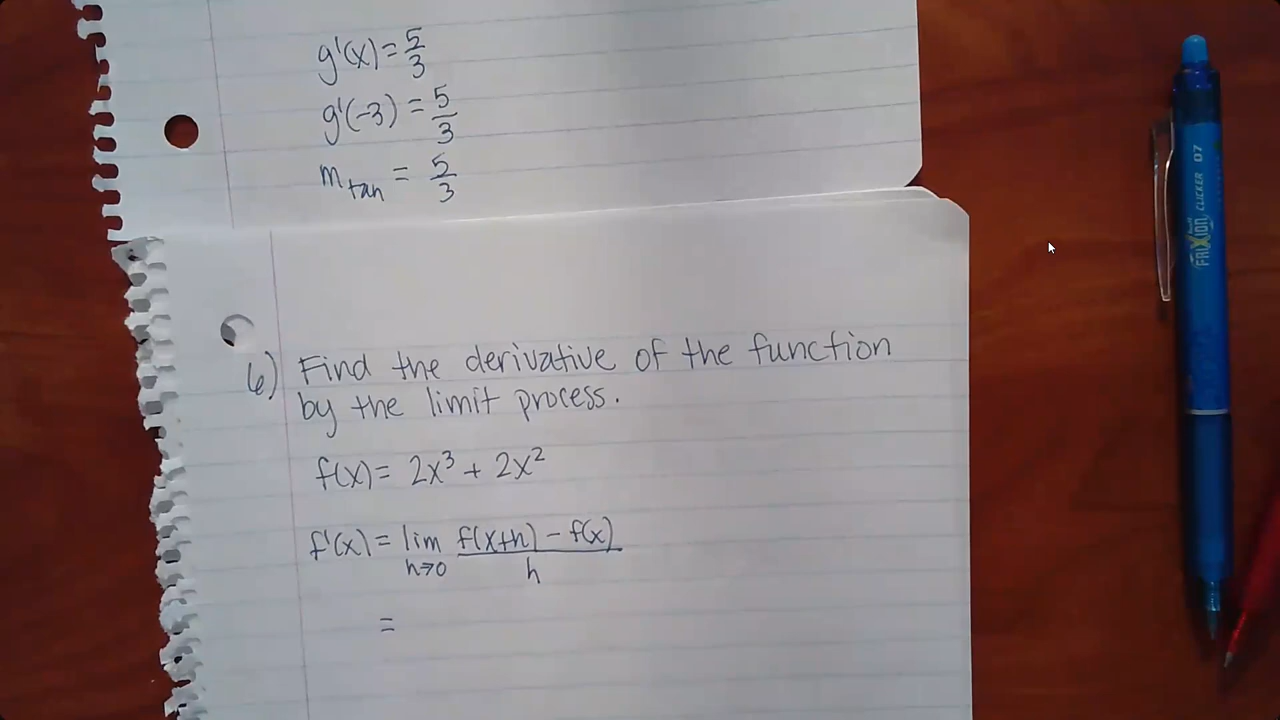 g'(x) = 5/3
g'(-3) = 5/3
m tan = 5/3
6) Find the derivative of the function
by the limit process.
f(x) = 2x³ + 2x²
f'(x) = lim h→0 f(x+h) - f(x) / h
=
FRIXION CLICKER 07